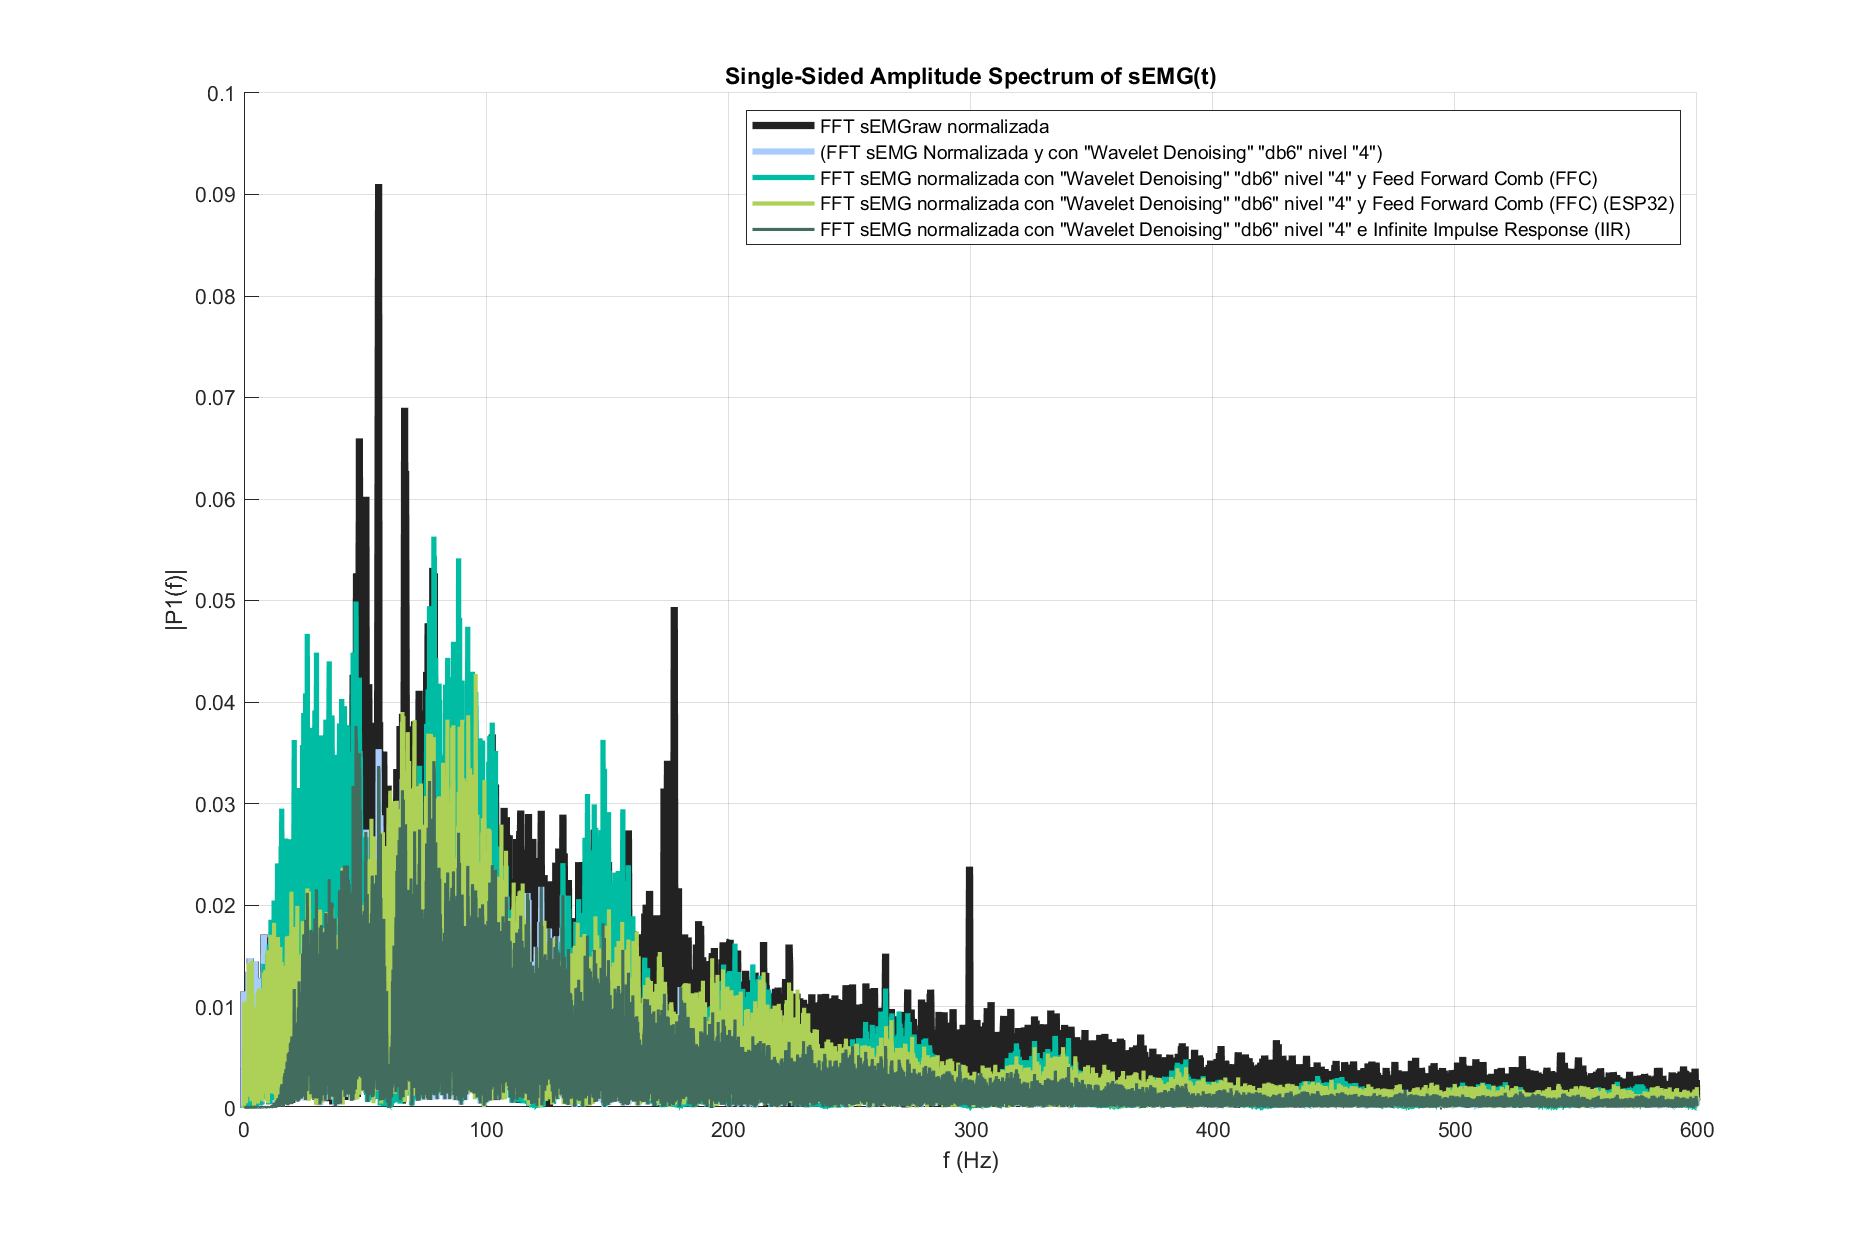 Single-Sided Amplitude Spectrum of sEMG(t)
FFT sEMGraw normalizada
(FFT sEMG Normalizada y con "Wavelet Denoising" "db6" nivel "4")
FFT sEMG normalizada con "Wavelet Denoising" "db6" nivel "4" y Feed Forward Comb (FFC)
FFT sEMG normalizada con "Wavelet Denoising" "db6" nivel "4" y Feed Forward Comb (FFC) (ESP32)
FFT sEMG normalizada con "Wavelet Denoising" "db6" nivel "4" e Infinite Impulse Response (IIR)
|P1(f)|
0.1
0.09
0.08
0.07
0.06
0.05
0.04
0.03
0.02
0.01
0
0 100 200 300 400 500 600
f (Hz)